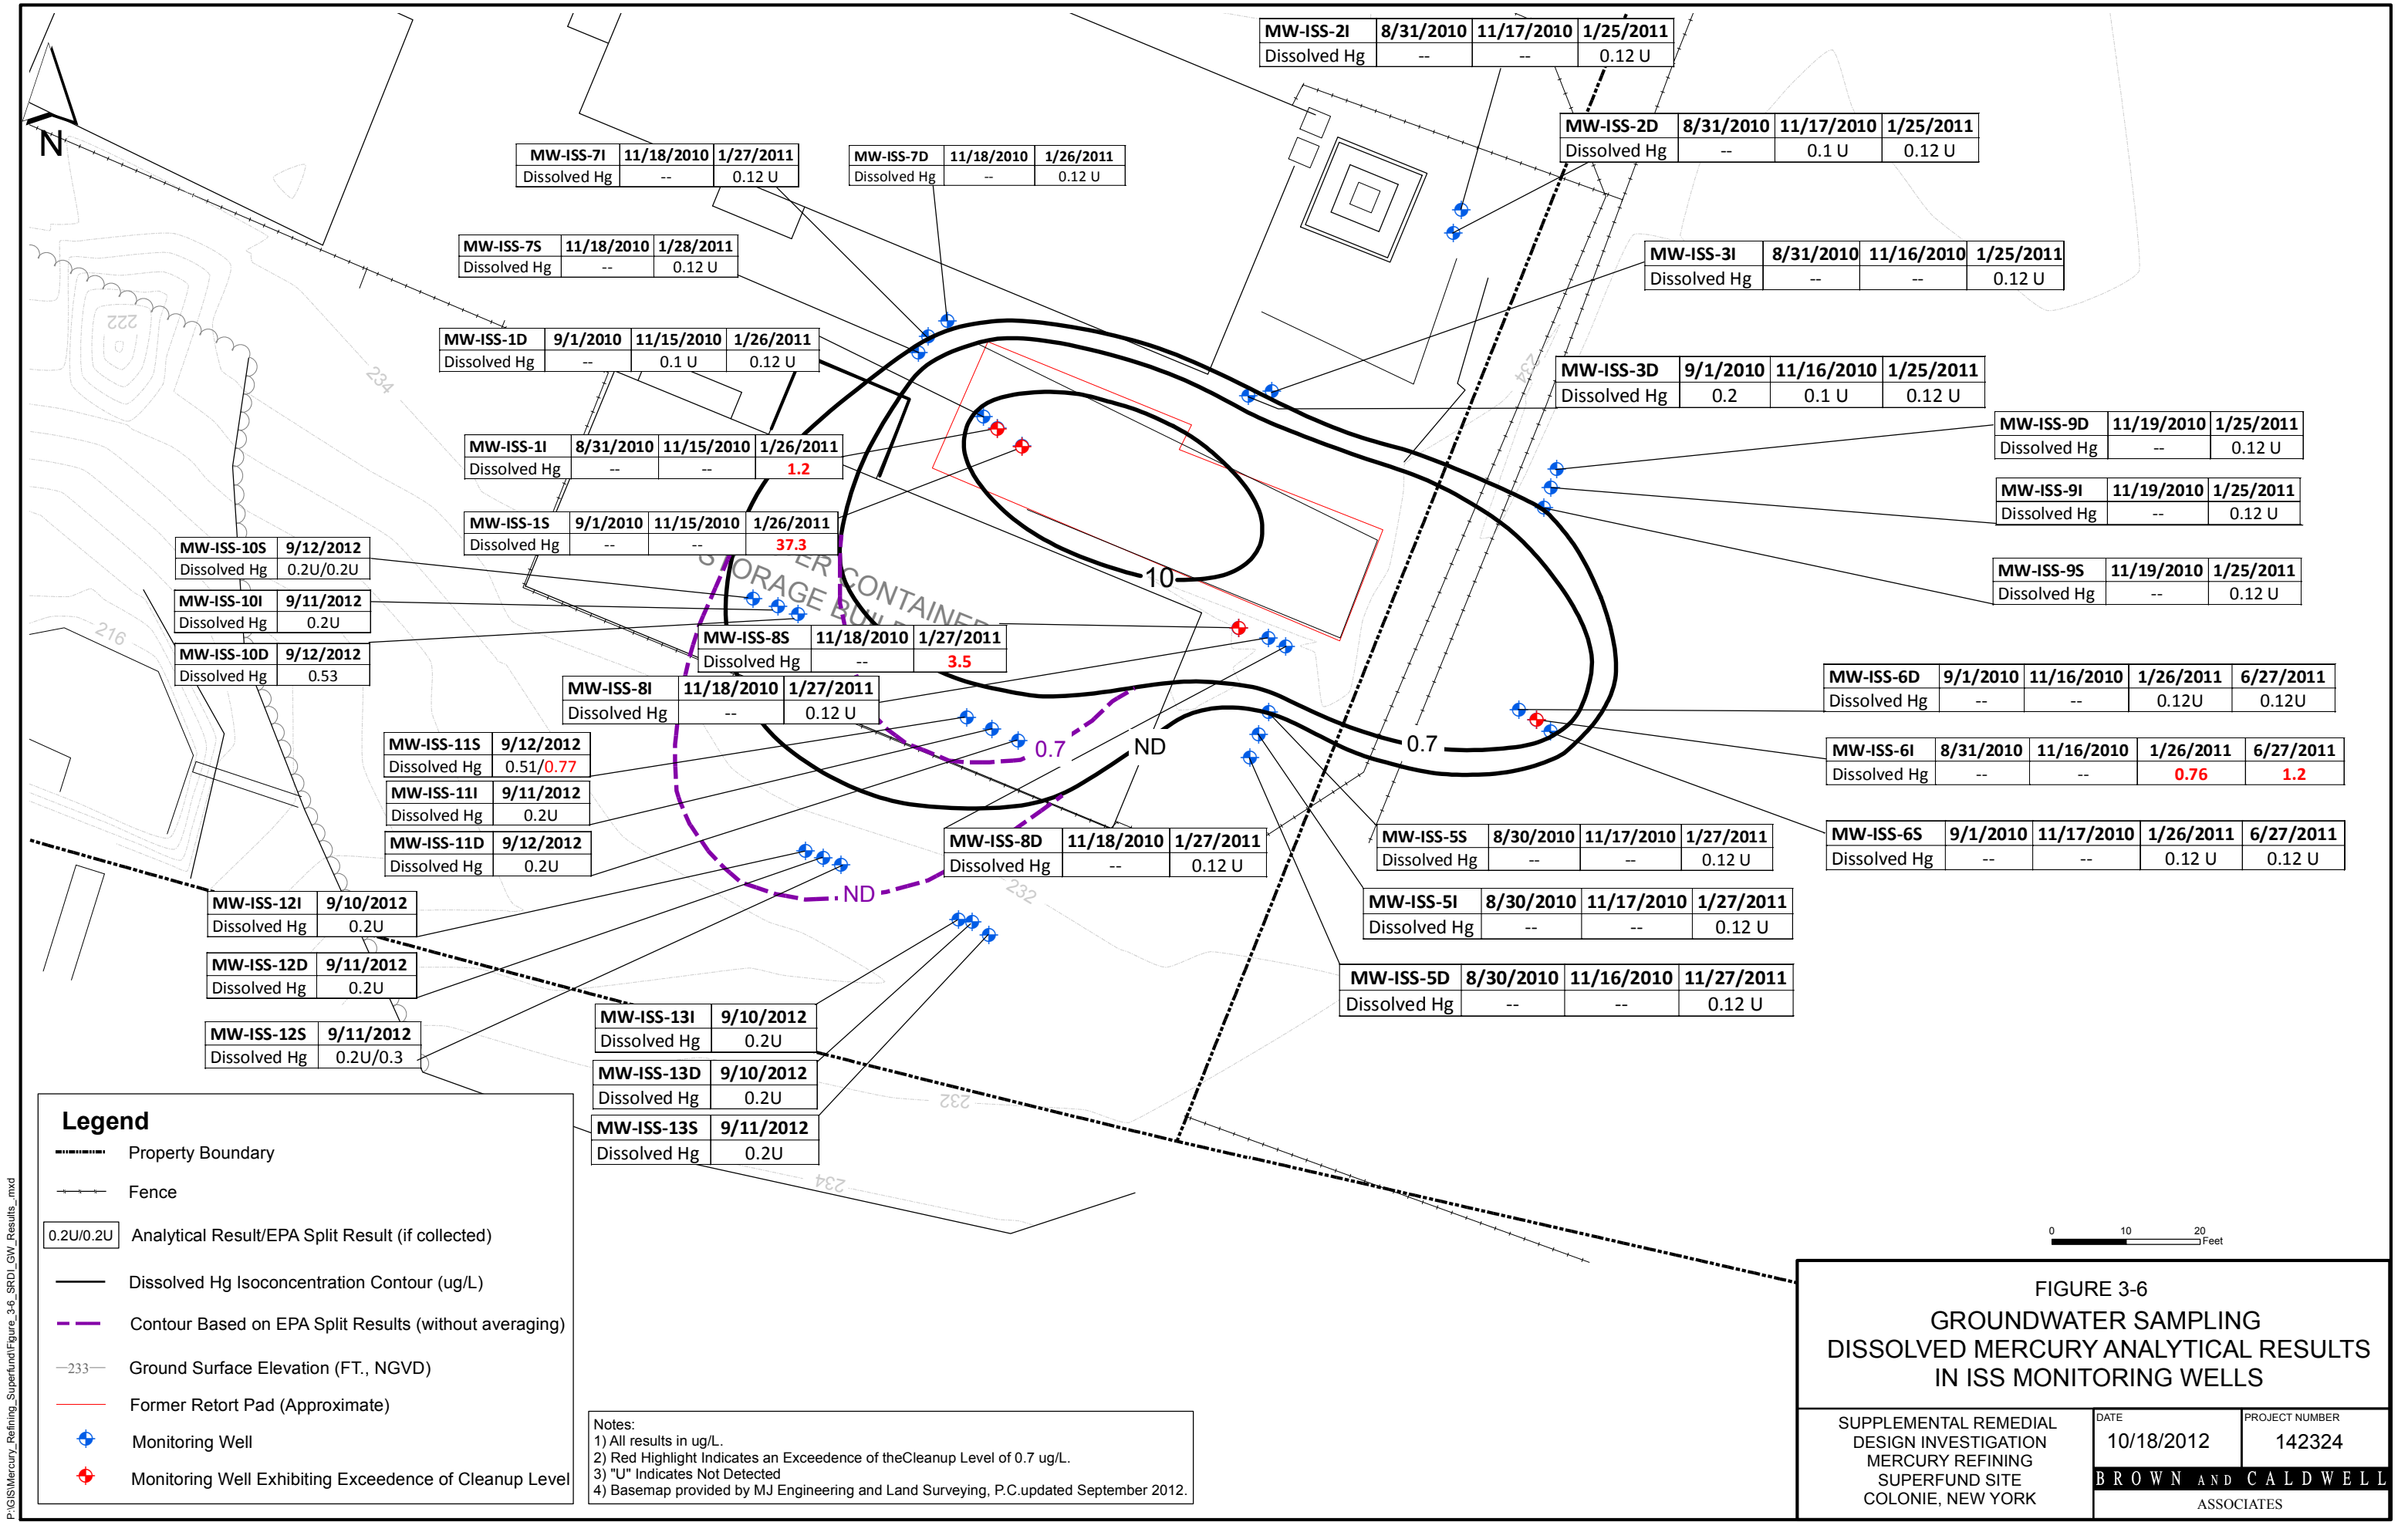 MW-ISS-2I 8/31/2010 11/17/2010 1/25/2011
Dissolved Hg -- -- 0.12 U
MW-ISS-2D 8/31/2010 11/17/2010 1/25/2011
Dissolved Hg -- 0.1 U 0.12 U
N
MW-ISS-7I 11/18/2010 1/27/2011
Dissolved Hg -- 0.12 U
MW-ISS-7D 11/18/2010 1/26/2011
Dissolved Hg -- 0.12 U
MW-ISS-7S 11/18/2010 1/28/2011
Dissolved Hg -- 0.12 U
MW-ISS-3I 8/31/2010 11/16/2010 1/25/2011
Dissolved Hg -- -- 0.12 U
222
234
MW-ISS-1D 9/1/2010 11/15/2010 1/26/2011
Dissolved Hg -- 0.1 U 0.12 U
234
MW-ISS-3D 9/1/2010 11/16/2010 1/25/2011
Dissolved Hg 0.2 0.1 U 0.12 U
MW-ISS-9D 11/19/2010 1/25/2011
Dissolved Hg -- 0.12 U
MW-ISS-1I 8/31/2010 11/15/2010 1/26/2011
Dissolved Hg -- -- 1.2
MW-ISS-9I 11/19/2010 1/25/2011
Dissolved Hg -- 0.12 U
MW-ISS-1S 9/1/2010 11/15/2010 1/26/2011
Dissolved Hg -- -- 37.3
ER CONTAINE
STORAGE BUIL
10
MW-ISS-10S 9/12/2012
Dissolved Hg 0.2U/0.2U
MW-ISS-9S 11/19/2010 1/25/2011
Dissolved Hg -- 0.12 U
MW-ISS-10I 9/11/2012
Dissolved Hg 0.2U
216
MW-ISS-10D 9/12/2012
Dissolved Hg 0.53
MW-ISS-8S 11/18/2010 1/27/2011
Dissolved Hg -- 3.5
MW-ISS-8I 11/18/2010 1/27/2011
Dissolved Hg -- 0.12 U
MW-ISS-6D 9/1/2010 11/16/2010 1/26/2011 6/27/2011
Dissolved Hg -- -- 0.12U 0.12U
MW-ISS-11S 9/12/2012
Dissolved Hg 0.51/0.77
0.7
ND
0.7
MW-ISS-6I 8/31/2010 11/16/2010 1/26/2011 6/27/2011
Dissolved Hg -- -- 0.76 1.2
MW-ISS-11I 9/11/2012
Dissolved Hg 0.2U
MW-ISS-11D 9/12/2012
Dissolved Hg 0.2U
MW-ISS-8D 11/18/2010 1/27/2011
Dissolved Hg -- 0.12 U
MW-ISS-5S 8/30/2010 11/17/2010 1/27/2011
Dissolved Hg -- -- 0.12 U
MW-ISS-6S 9/1/2010 11/17/2010 1/26/2011 6/27/2011
Dissolved Hg -- -- 0.12 U 0.12 U
ND
232
MW-ISS-12I 9/10/2012
Dissolved Hg 0.2U
MW-ISS-5I 8/30/2010 11/17/2010 1/27/2011
Dissolved Hg -- -- 0.12 U
MW-ISS-12D 9/11/2012
Dissolved Hg 0.2U
MW-ISS-5D 8/30/2010 11/16/2010 11/27/2011
Dissolved Hg -- -- 0.12 U
MW-ISS-12S 9/11/2012
Dissolved Hg 0.2U/0.3
MW-ISS-13I 9/10/2012
Dissolved Hg 0.2U
MW-ISS-13D 9/10/2012
Dissolved Hg 0.2U
232
MW-ISS-13S 9/11/2012
Dissolved Hg 0.2U
234
Legend
Property Boundary
Fence
0.2U/0.2U Analytical Result/EPA Split Result (if collected)
Dissolved Hg Isoconcentration Contour (ug/L)
Contour Based on EPA Split Results (without averaging)
233 Ground Surface Elevation (FT., NGVD)
Former Retort Pad (Approximate)
Monitoring Well
Monitoring Well Exhibiting Exceedence of Cleanup Level
Notes:
1) All results in ug/L.
2) Red Highlight Indicates an Exceedence of theCleanup Level of 0.7 ug/L.
3) "U" Indicates Not Detected
4) Basemap provided by MJ Engineering and Land Surveying, P.C.updated September 2012.
0 10 20
Feet
FIGURE 3-6
GROUNDWATER SAMPLING
DISSOLVED MERCURY ANALYTICAL RESULTS
IN ISS MONITORING WELLS
SUPPLEMENTAL REMEDIAL
DESIGN INVESTIGATION
MERCURY REFINING
SUPERFUND SITE
COLONIE, NEW YORK
DATE
10/18/2012
PROJECT NUMBER
142324
BROWN AND CALDWELL
ASSOCIATES
P:\GIS\Mercury_Refining_Superfund\Figure_3-6_SRDI_GW_Results_.mxd